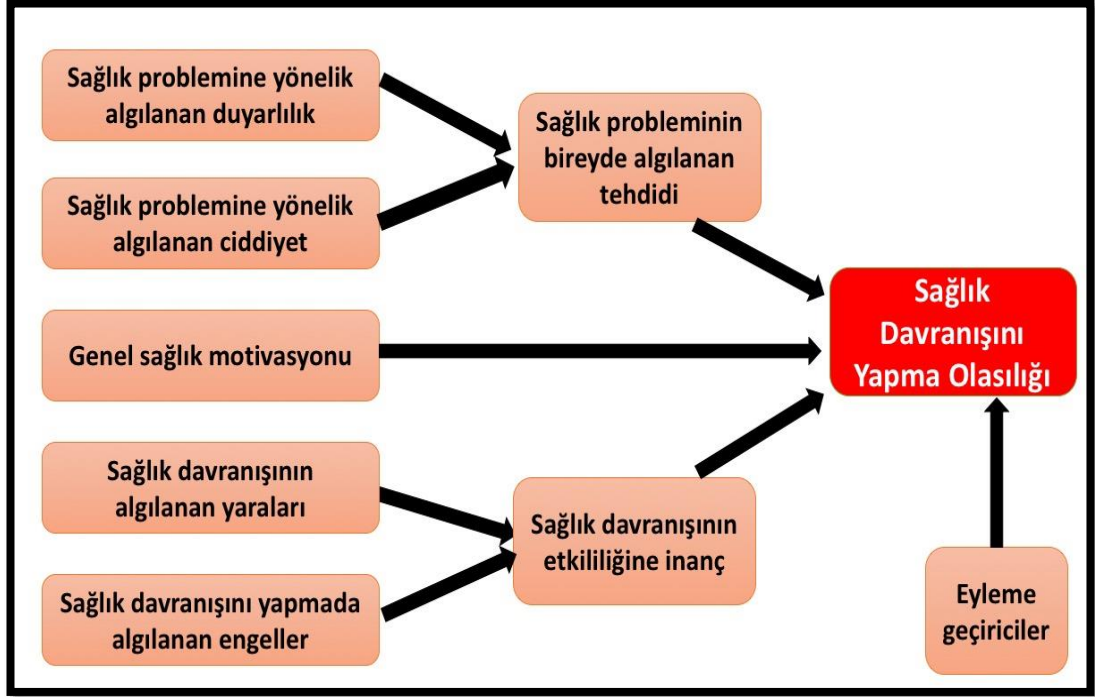 Sağlık problemine yönelik
algılanan duyarlılık
Sağlık probleminin
bireyde algılanan
tehdidi
Sağlık problemine yönelik
algılanan ciddiyet
Sağlık
Davranışını
Yapma Olasılığı
Genel sağlık motivasyonu
Sağlık davranışının
algılanan yaraları
Sağlık davranışının
etkililiğine inanç
Sağlık davranışını yapmada
algılanan engeller
Eyleme
geçiriciler